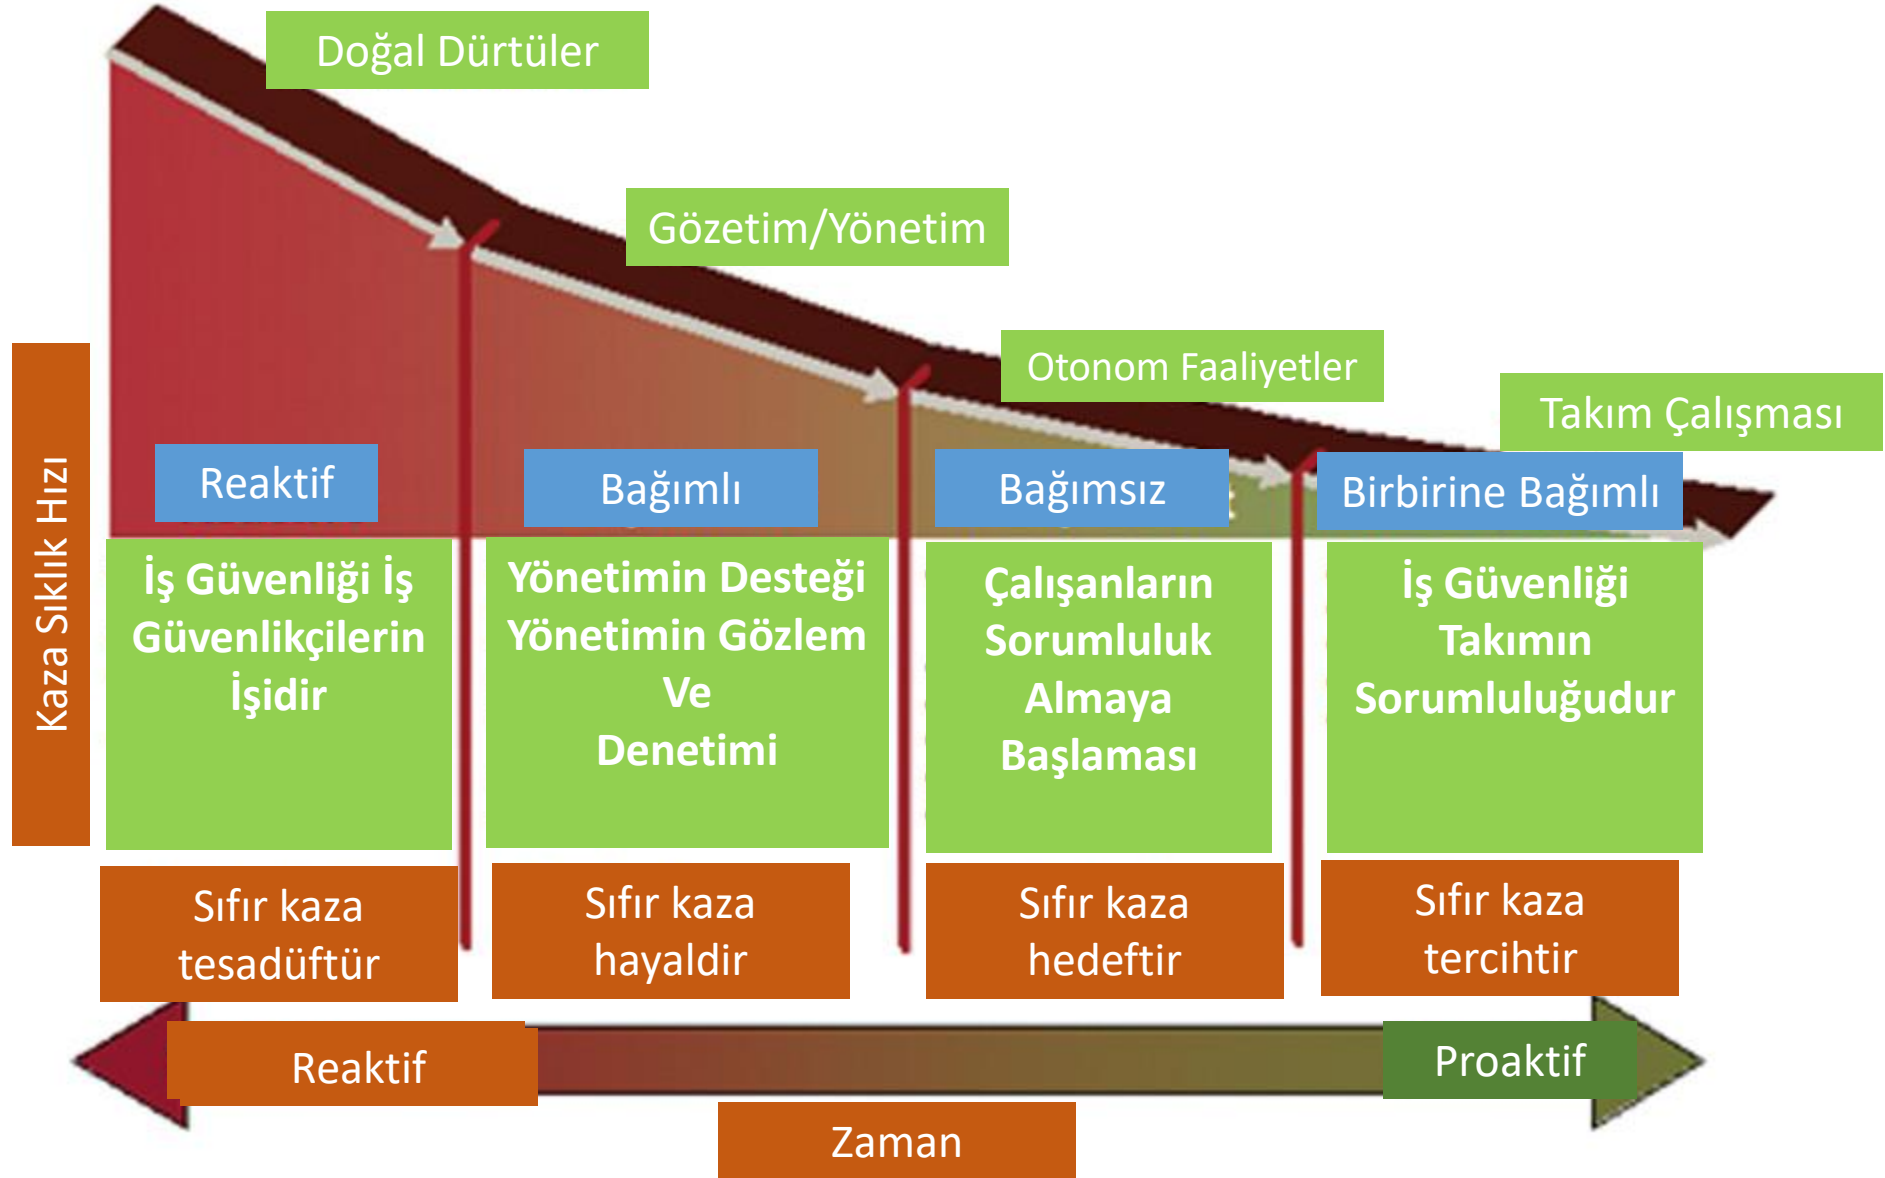 Doğal Dürtüler
Gözetim/Yönetim
Otonom Faaliyetler
Takım Çalışması
Kaza Sıklık Hızı
Reaktif
Bağımlı
Bağımsız
Birbirine Bağımlı
İş Güvenliği İş
Güvenlikçilerin
İşidir
Yönetimin Desteği
Yönetimin Gözlem
Ve
Denetimi
Çalışanların
Sorumluluk
Almaya
Başlaması
İş Güvenliği
Takımın
Sorumluluğudur
Sıfır kaza
tesadüftür
Sıfır kaza
hayaldir
Sıfır kaza
hedeftir
Sıfır kaza
tercihtir
Reaktif
Proaktif
Zaman